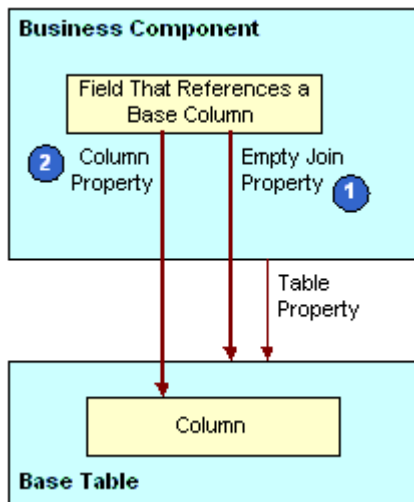 Business Component
Field That References a
Base Column
2
Column
Property
Empty Join
Property
1
Table
Property
Column
Base Table